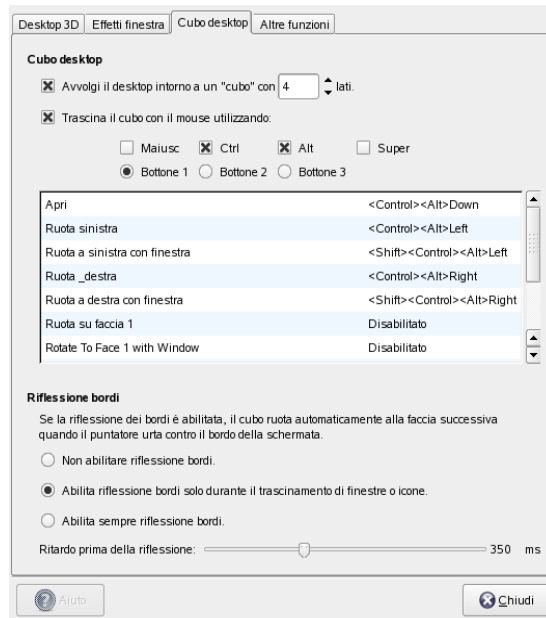 Desktop 3D Effetti finestra Cubo desktop Altre funzioni
Cubo desktop
Avvolgi il desktop intorno a un "cubo" con 4 lati.
Trascina il cubo con il mouse utilizzando:
Maiusc Ctrl Alt Super
Bottone 1 Bottone 2 Bottone 3
Apri <Control><Alt>Down
Ruota sinistra <Control><Alt>Left
Ruota a sinistra con finestra <Shift><Control><Alt>Left
Ruota _destra <Control><Alt>Right
Ruota a destra con finestra <Shift><Control><Alt>Right
Ruota su faccia 1 Disabilitato
Rotate To Face 1 with Window Disabilitato
Riflessione bordi
Se la riflessione dei bordi è abilitata, il cubo ruota automaticamente alla faccia successiva
quando il puntatore urta contro il bordo della schermata.
Non abilitare riflessione bordi.
Abilita riflessione bordi solo durante il trascinamento di finestre o icone.
Abilita sempre riflessione bordi.
Ritardo prima della riflessione: 350 ms
Aiuto Chiudi